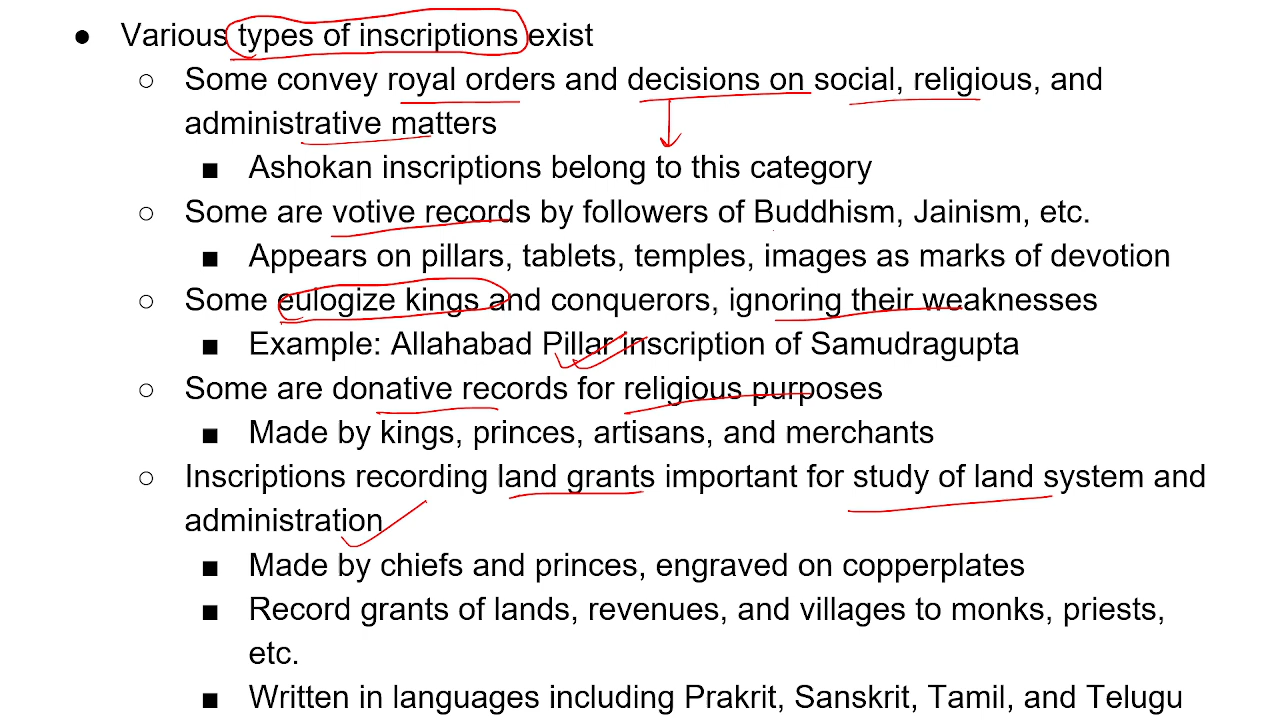 ● Various types of inscriptions exist
○ Some convey royal orders and decisions on social, religious, and
administrative matters
■ Ashokan inscriptions belong to this category
○ Some are votive records by followers of Buddhism, Jainism, etc.
■ Appears on pillars, tablets, temples, images as marks of devotion
○ Some eulogize kings and conquerors, ignoring their weaknesses
■ Example: Allahabad Pillar inscription of Samudragupta
○ Some are donative records for religious purposes
■ Made by kings, princes, artisans, and merchants
○ Inscriptions recording land grants important for study of land system and
administration
■ Made by chiefs and princes, engraved on copperplates
■ Record grants of lands, revenues, and villages to monks, priests,
etc.
■ Written in languages including Prakrit, Sanskrit, Tamil, and Telugu